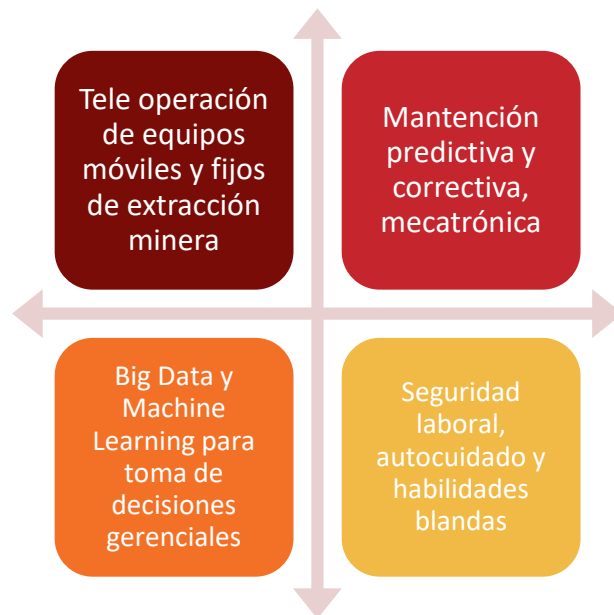 Tele operación
de equipos
móviles y fijos
de extracción
minera
Mantención
predictiva y
correctiva,
mecatrónica
Big Data y
Machine
Learning para
toma de
decisiones
gerenciales
Seguridad
laboral,
autocuidado y
habilidades
blandas